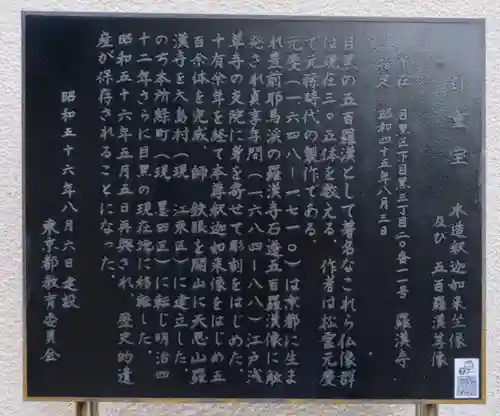 都重宝
木造釈迦如来坐像
及び 五百羅漢等像
所在 目黒区下目黒三丁目二〇番一一号 羅漢寺
指定 昭和四十五年八月三日
目黒の五百羅漢として著名なこれら仏像群
は現在三〇五体を数える。作者は松雲元慶
で元禄時代の製作である。
元慶(一六四八ー一七一〇)は京都に生ま
れ豊前耶馬渓の羅漢寺石造五百羅漢像に触
発され貞享年間(一六八四ー八八)江戸浅
草寺の支院に身を寄せて彫刻をはじめた。
十有余年を経て本尊釈迦如来像をはじめ五
百余体を完成、師 鉄眼を開山に天恩山羅
漢寺を大島村(現 江東区)に建立した。
のち本所緑町(現 墨田区)に転じ明治四
十二年さらに目黒の現在地に移転した。
昭和五十六年五月五日再興され、歴史的遺
産が保存されることになった。
昭和五十六年八月六日 建設
東京都教育委員会